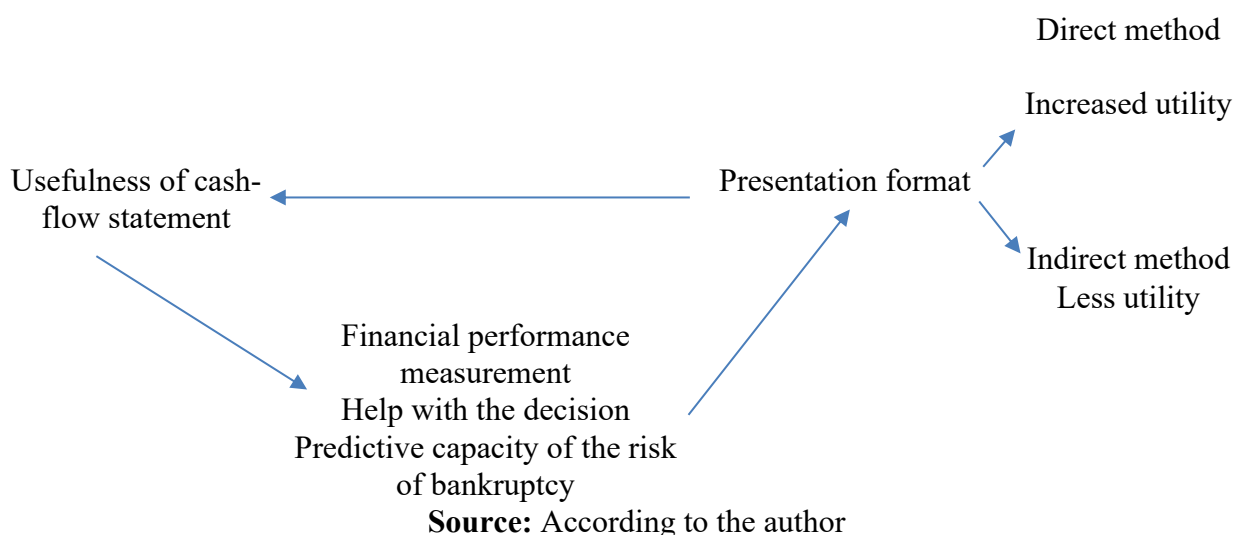 Direct method
Increased utility
Usefulness of cash-
flow statement
Presentation format
Indirect method
Less utility
Financial performance
measurement
Help with the decision
Predictive capacity of the risk
of bankruptcy
Source: According to the author